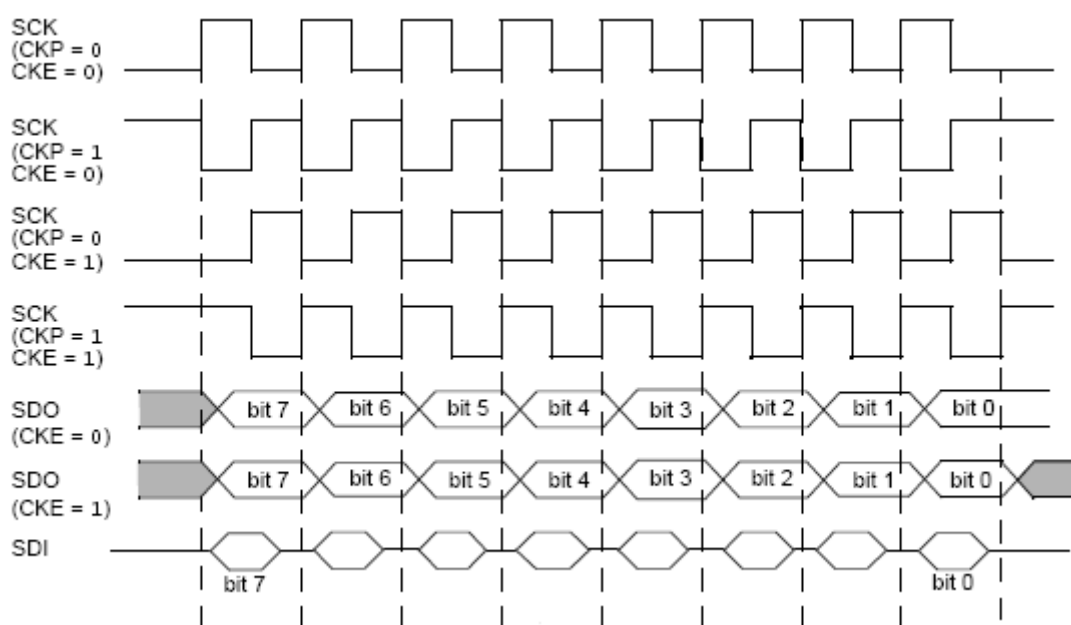 SCK
(CKP = 0
CKE = 0)
SCK
(CKP = 1
CKE = 0)
SCK
(CKP = 0
CKE = 1)
SCK
(CKP = 1
CKE = 1)
SDO
(CKE = 0)
bit 7 bit 6 bit 5 bit 4 bit 3 bit 2 bit 1 bit 0
SDO
(CKE = 1)
bit 7 bit 6 bit 5 bit 4 bit 3 bit 2 bit 1 bit 0
SDI
bit 7 bit 0